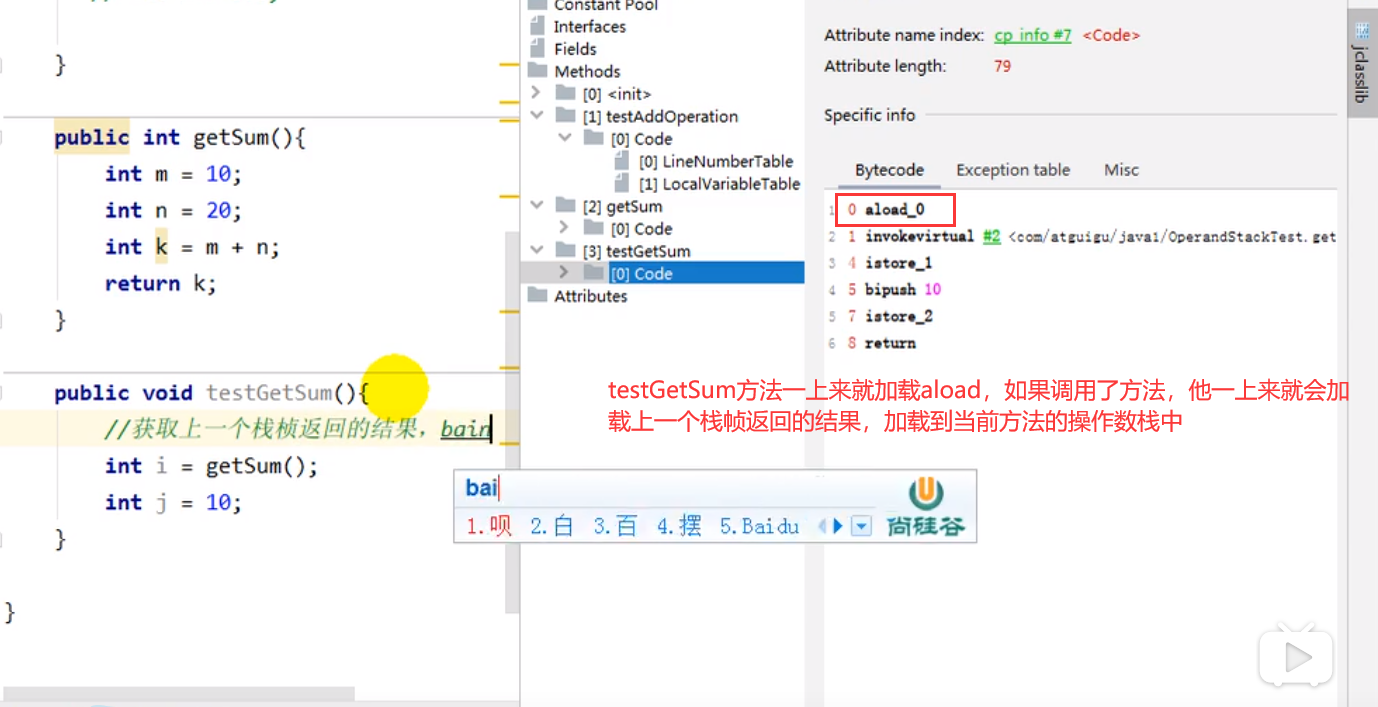 }
public int getSum(){
int m = 10;
int n = 20;
int k = m + n;
return k;
}
public void testGetSum(){
//获取上一个栈桢返回的结果，bain
int i = getSum();
int j = 10;
}
}
bai
1.呗 2.白 3.百 4.摆 5.Baidu
尚硅谷
Constant Pool
Interfaces
Fields
Methods
[0] <init>
[1] testAddOperation
[0] Code
[0] LineNumberTable
[1] LocalVariableTable
[2] getSum
[0] Code
[3] testGetSum
[0] Code
Attributes
Attribute name index: cp_info #7 <Code>
Attribute length: 79
Specific info
Bytecode Exception table Misc
1 0 aload_0
2 1 invokevirtual #2 <com/atguigu/java1/OperandStackTest.get
3 4 istore_1
4 5 bipush 10
5 7 istore_2
6 8 return
testGetSum方法一上来就加载aload，如果调用了方法，他一上来就会加
载上一个栈帧返回的结果，加载到当前方法的操作数栈中
jclasslib